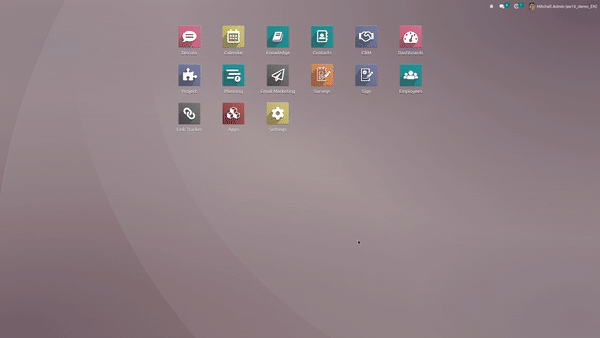 Mitchell Admin
Discuss Calendar Knowledge Contacts CRM Dashboards
Project Planning Email Marketing Surveys Sign Employees
Link Tracker Apps Settings